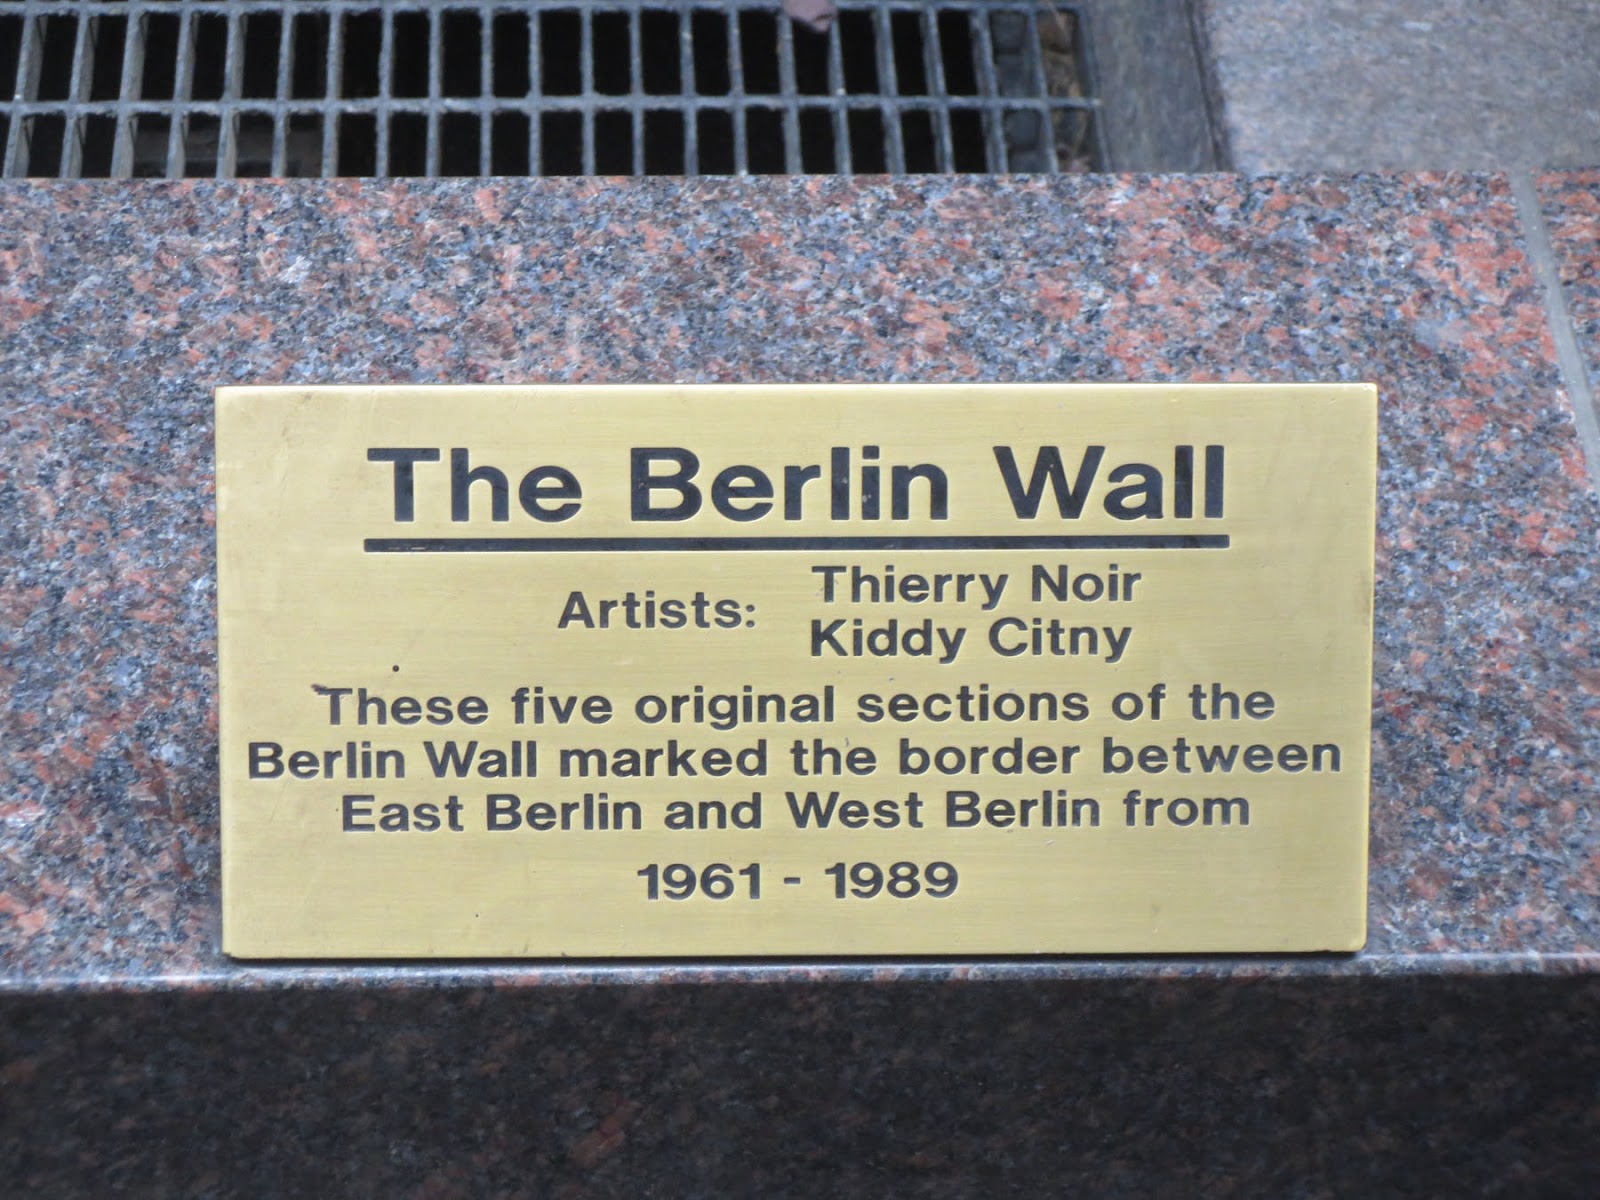 The Berlin Wall
Artists:
Thierry Noir
Kiddy Citny
These five original sections of the
Berlin Wall marked the border between
East Berlin and West Berlin from
1961 - 1989